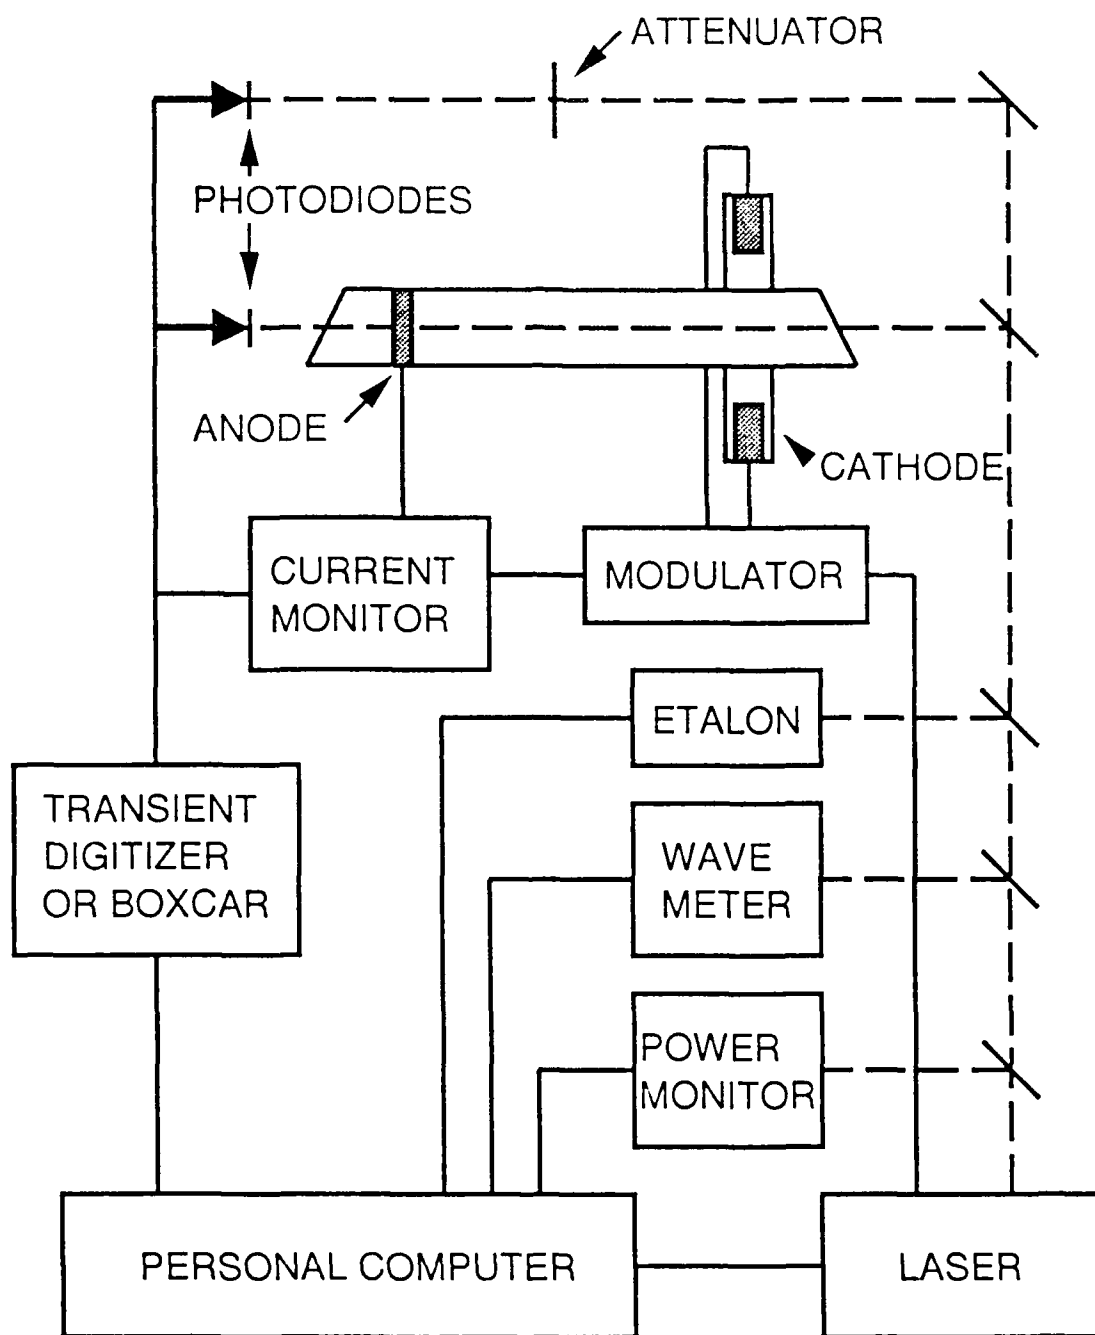 ATTENUATOR
PHOTODIODES
ANODE
CATHODE
CURRENT
MONITOR
MODULATOR
ETALON
TRANSIENT
DIGITIZER
OR BOXCAR
WAVE
METER
POWER
MONITOR
PERSONAL COMPUTER
LASER